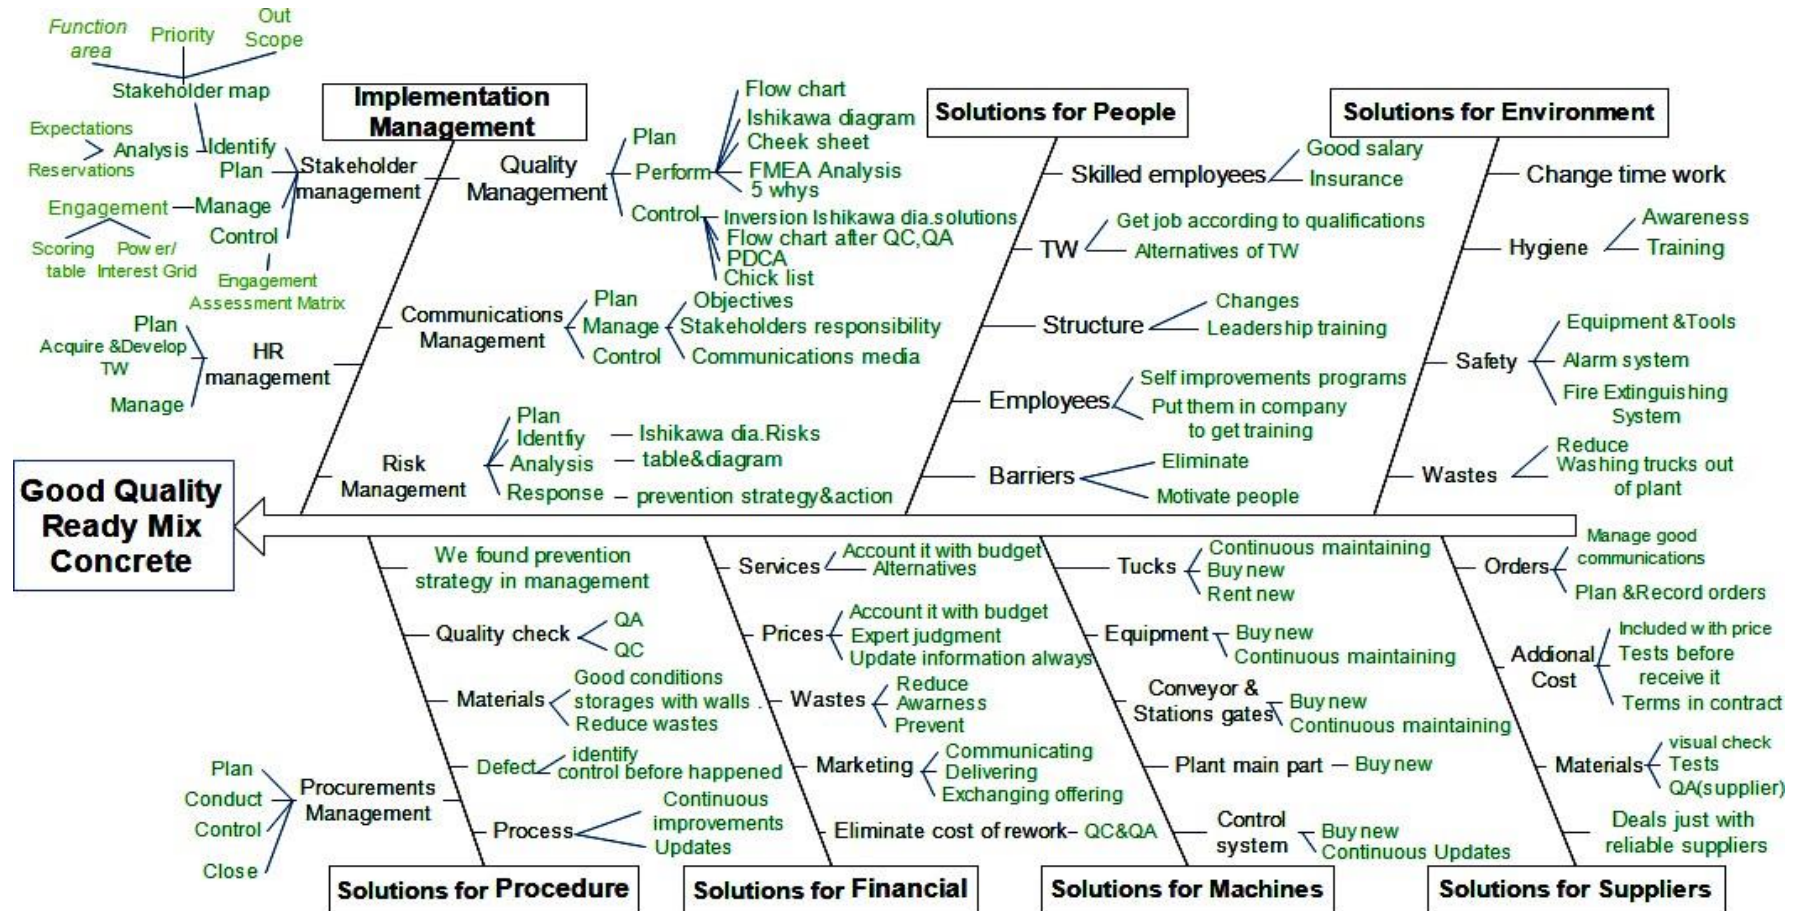 Function
area
Priority
Out
Scope
Stakeholder map
Expectations
Reservations
Analysis
Identify
Plan
Engagement
Manage
Scoring
table
Power/
Interest Grid
Control
Engagement
Assessment Matrix
Stakeholder
management
Implementation
Management
Quality
Management
Plan
Perform
Flow chart
Ishikawa diagram
Cheek sheet
FMEA Analysis
5 whys
Control
Inversion Ishikawa dia.solutions
Flow chart after QC,QA
PDCA
Chick list
Communications
Management
Plan
Manage
Control
Objectives
Stakeholders responsibility
Communications media
Plan
Acquire &Develop
TW
Manage
HR
management
Risk
Management
Plan
Identfiy
Analysis
Response
Ishikawa dia.Risks
table&diagram
prevention strategy&action
Solutions for People
Skilled employees
Good salary
Insurance
TW
Get job according to qualifications
Alternatives of TW
Structure
Changes
Leadership training
Employees
Self improvements programs
Put them in company
to get training
Barriers
Eliminate
Motivate people
Solutions for Environment
Change time work
Hygiene
Awareness
Training
Safety
Equipment &Tools
Alarm system
Fire Extinguishing
System
Wastes
Reduce
Washing trucks out
of plant
Good Quality
Ready Mix
Concrete
We found prevention
strategy in management
Quality check
QA
QC
Materials
Good conditions
storages with walls .
Reduce wastes
Defect
identify
control before happened
Process
Continuous
improvements
Updates
Plan
Conduct
Control
Close
Procurements
Management
Solutions for Procedure
Services
Account it with budget
Alternatives
Prices
Account it with budget
Expert judgment
Update information always
Wastes
Reduce
Awarness
Prevent
Marketing
Communicating
Delivering
Exchanging offering
Eliminate cost of rework
QC&QA
Solutions for Financial
Tucks
Continuous maintaining
Buy new
Rent new
Equipment
Buy new
Continuous maintaining
Conveyor &
Stations gates
Buy new
Continuous maintaining
Plant main part
Buy new
Control
system
Buy new
Continuous Updates
Solutions for Machines
Orders
Manage good
communications
Plan &Record orders
Addional
Cost
Included with price
Tests before
receive it
Terms in contract
Materials
visual check
Tests
QA(supplier)
Deals just with
reliable suppliers
Solutions for Suppliers